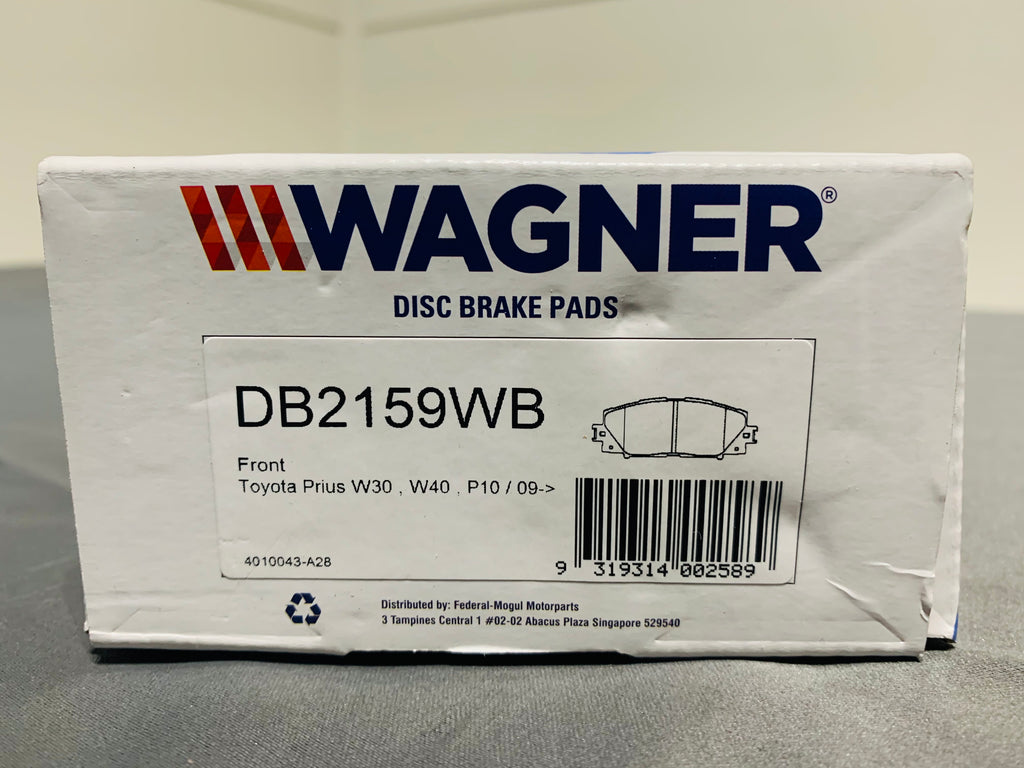 WAGNER®
DISC BRAKE PADS
DB2159WB
Front
Toyota Prius W30 , W40 , P10 / 09->
4010043-A28
9 319314 002589
Distributed by: Federal-Mogul Motorparts
3 Tampines Central 1 #02-02 Abacus Plaza Singapore 529540